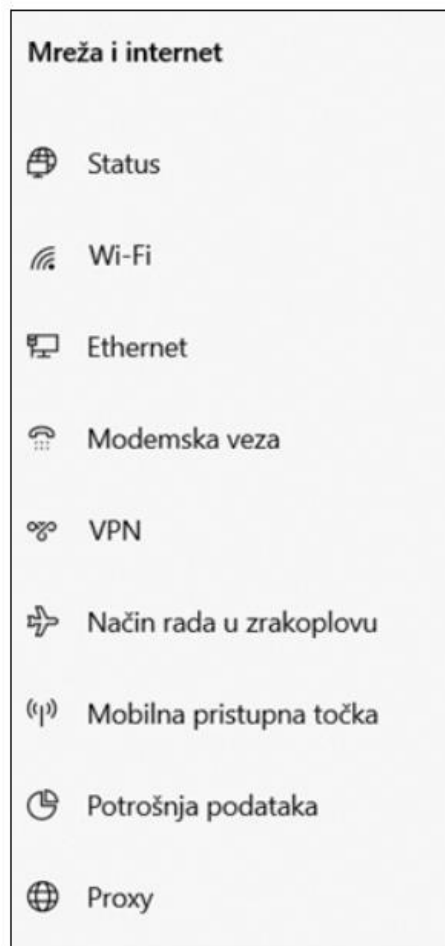 Mreža i internet
Status
Wi-Fi
Ethernet
Modemska veza
VPN
Način rada u zrakoplovu
Mobilna pristupna točka
Potrošnja podataka
Proxy